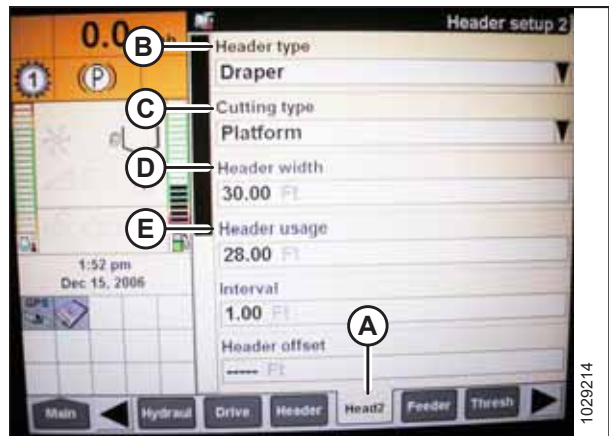 Header setup 2
0.0
1
P
B
Header type
Draper
C
Cutting type
Platform
D
Header width
30.00 Ft
E
Header usage
28.00 Ft
1:52 pm
Dec 15, 2006
Interval
1.00 Ft
A
Header offset
----- Ft
GPS
Main
Hydraul
Drive
Header
Head2
Feeder
Thresh
1029214